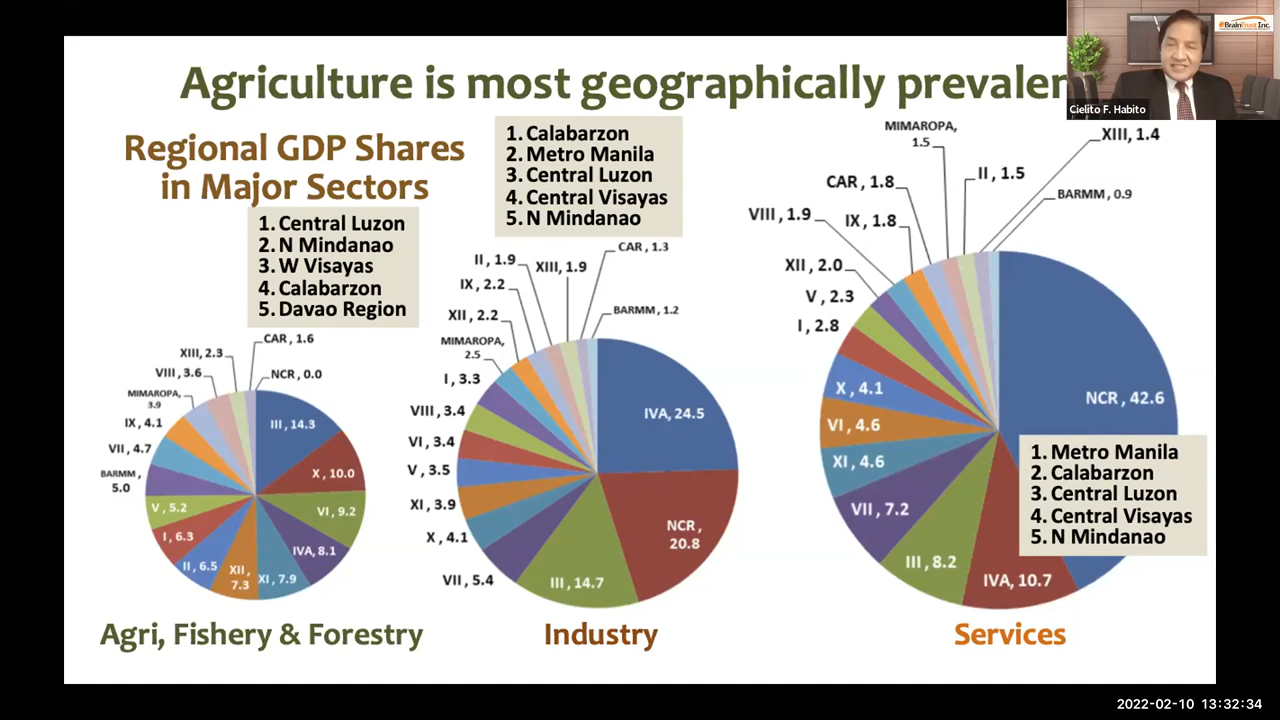 Agriculture is most geographically prevalen
BrainTrust Inc.
Cielito F. Habito
Regional GDP Shares
in Major Sectors
1. Central Luzon
2. N Mindanao
3. W Visayas
4. Calabarzon
5. Davao Region
CAR, 1.6
NCR, 0.0
XIII, 2.3
VIII, 3.6
MIMAROPA,
3.9
IX, 4.1
VII, 4.7
BARMM,
5.0
V, 5.2
I, 6.3
II, 6.5
XII,
7.3
XI, 7.9
IVA, 8.1
VI, 9.2
X, 10.0
III, 14.3
Agri, Fishery & Forestry
1. Calabarzon
2. Metro Manila
3. Central Luzon
4. Central Visayas
5. N Mindanao
CAR, 1.3
BARMM, 1.2
XIII, 1.9
II, 1.9
IX, 2.2
XII, 2.2
MIMAROPA,
2.5
I, 3.3
VIII, 3.4
VI, 3.4
V, 3.5
XI, 3.9
X, 4.1
VII, 5.4
III, 14.7
NCR,
20.8
IVA, 24.5
Industry
MIMAROPA,
1.5
XIII, 1.4
II, 1.5
BARMM, 0.9
CAR, 1.8
IX, 1.8
VIII, 1.9
XII, 2.0
V, 2.3
I, 2.8
X, 4.1
VI, 4.6
XI, 4.6
VII, 7.2
III, 8.2
IVA, 10.7
NCR, 42.6
1. Metro Manila
2. Calabarzon
3. Central Luzon
4. Central Visayas
5. N Mindanao
Services
2022-02-10 13:32:34